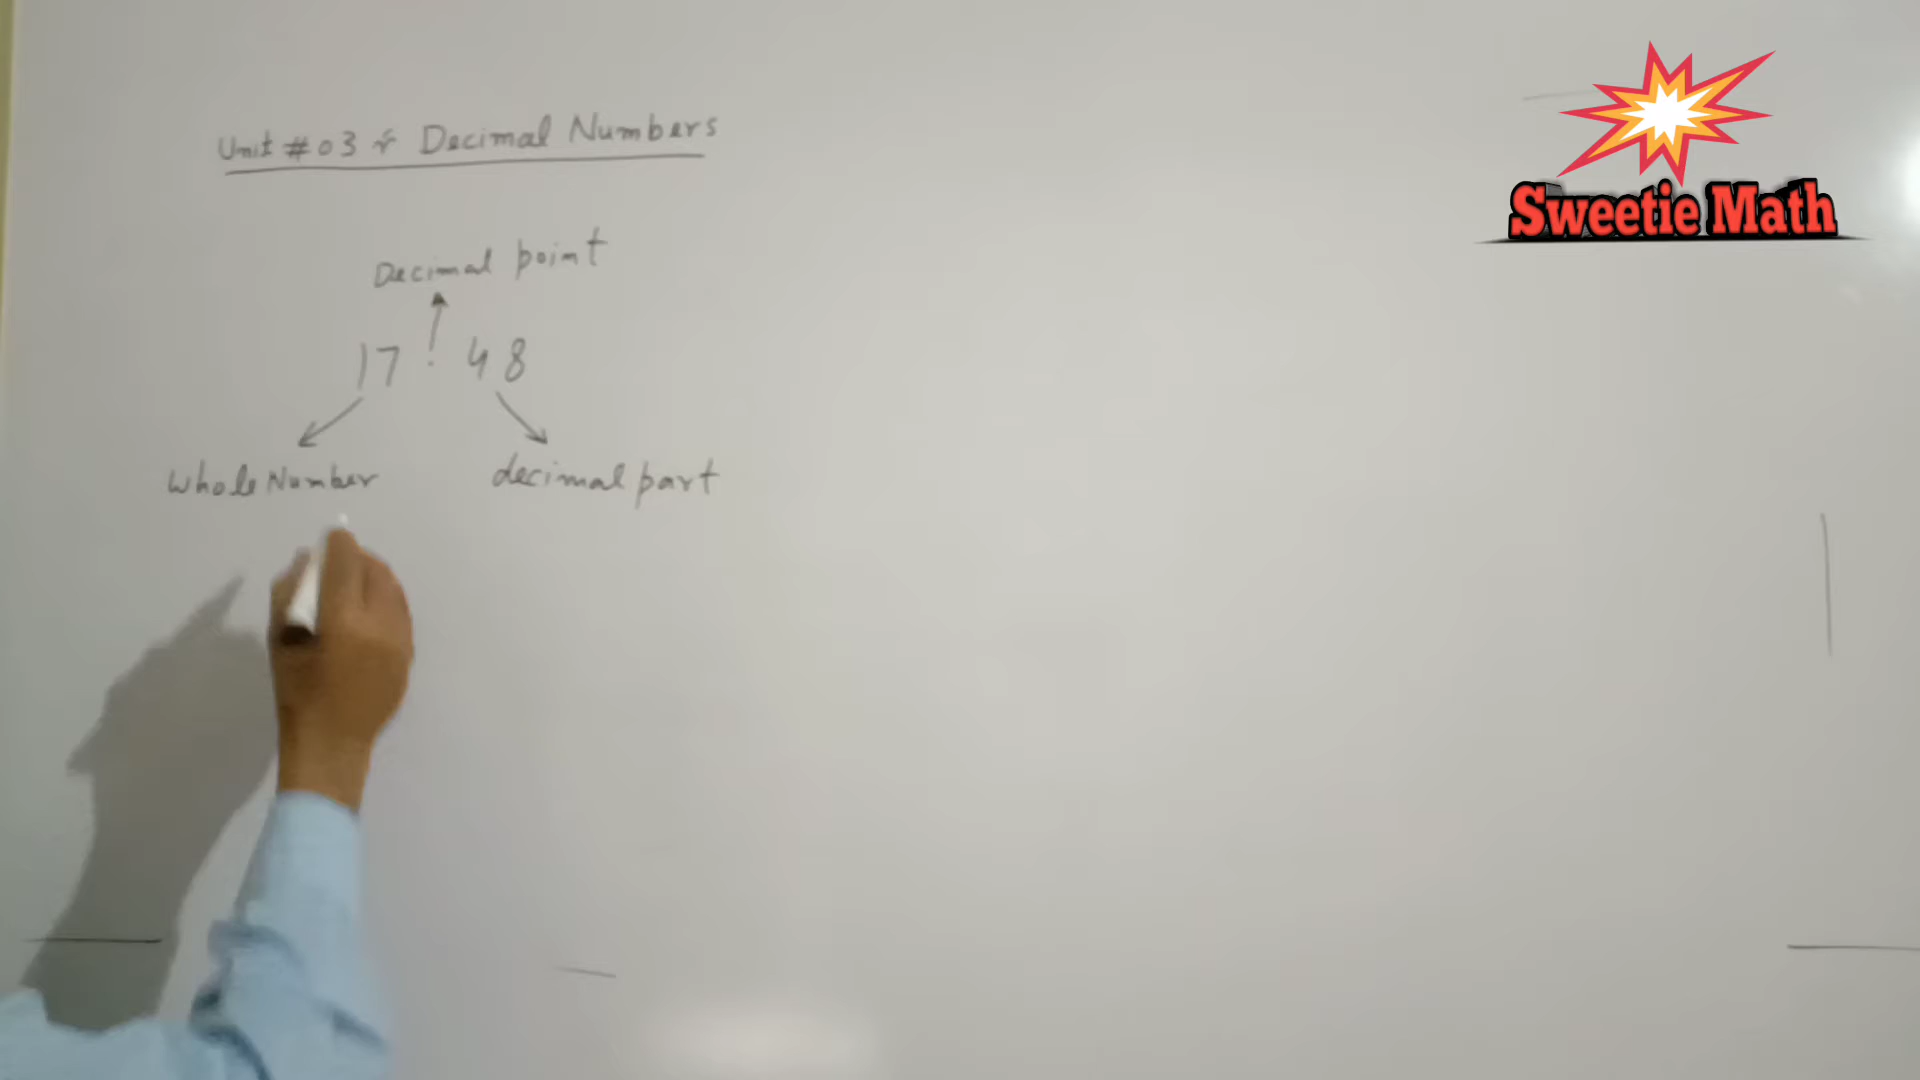 Unit # 03 : Decimal Numbers
Decimal point
17 . 48
Whole Number decimal part
Sweetie Math